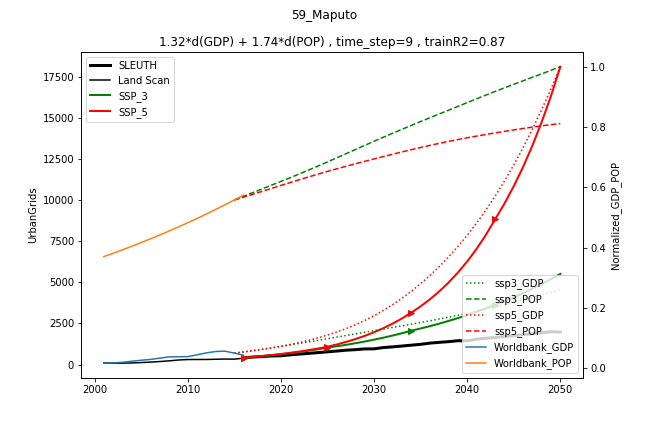 59_Maputo
1.32*d(GDP) + 1.74*d(POP) , time_step=9 , trainR2=0.87
SLEUTH
Land Scan
SSP_3
SSP_5
17500
15000
12500
10000
7500
5000
2500
0
UrbanGrids
1.0
0.8
0.6
0.4
0.2
0.0
Normalized_GDP_POP
ssp3_GDP
ssp3_POP
ssp5_GDP
ssp5_POP
Worldbank_GDP
Worldbank_POP
2000 2010 2020 2030 2040 2050